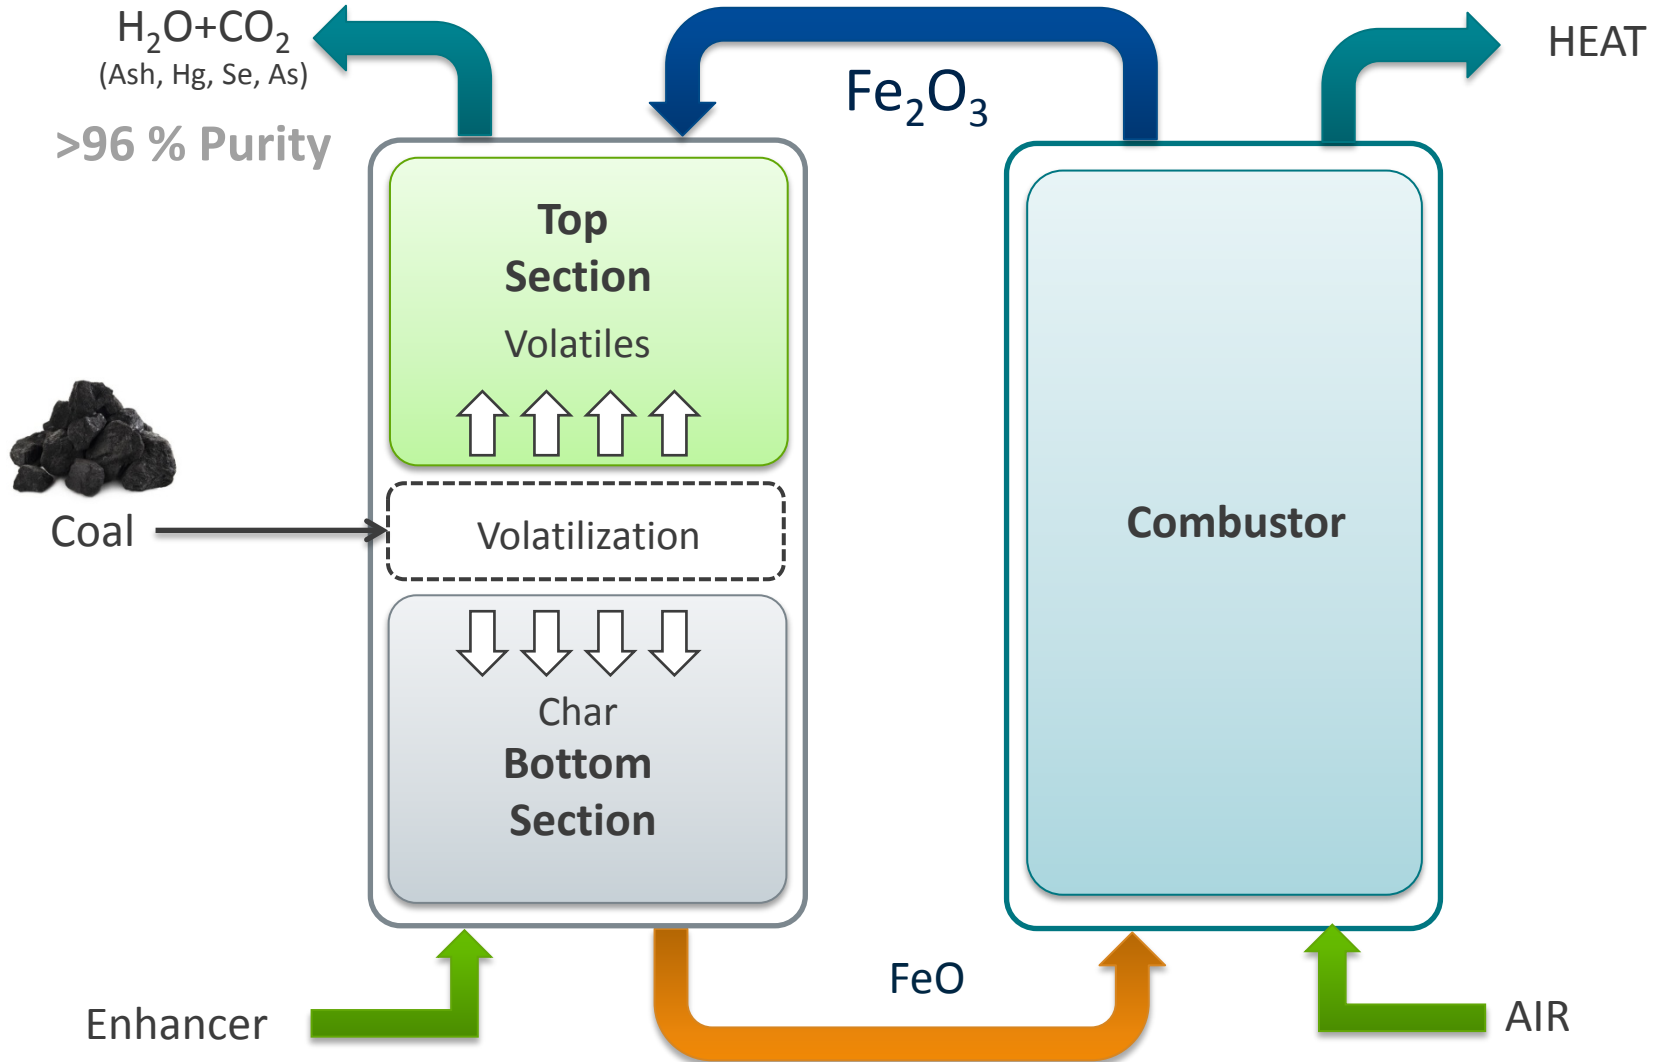 H₂O+CO₂
(Ash, Hg, Se, As)
>96 % Purity
Fe₂O₃
HEAT
Top
Section
Volatiles
Coal
Volatilization
Combustor
Char
Bottom
Section
FeO
Enhancer
AIR